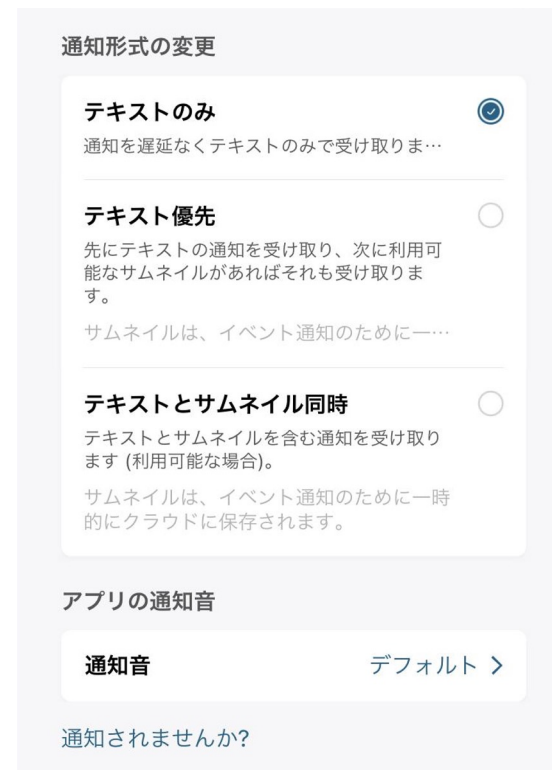 通知形式の変更
テキストのみ
通知を遅延なくテキストのみで受け取りま…
テキスト優先
先にテキストの通知を受け取り、次に利用可
能なサムネイルがあればそれも受け取りま
す。
サムネイルは、イベント通知のために一…
テキストとサムネイル同時
テキストとサムネイルを含む通知を受け取り
ます (利用可能な場合)。
サムネイルは、イベント通知のために一時
的にクラウドに保存されます。
アプリの通知音
通知音
デフォルト
通知されませんか?